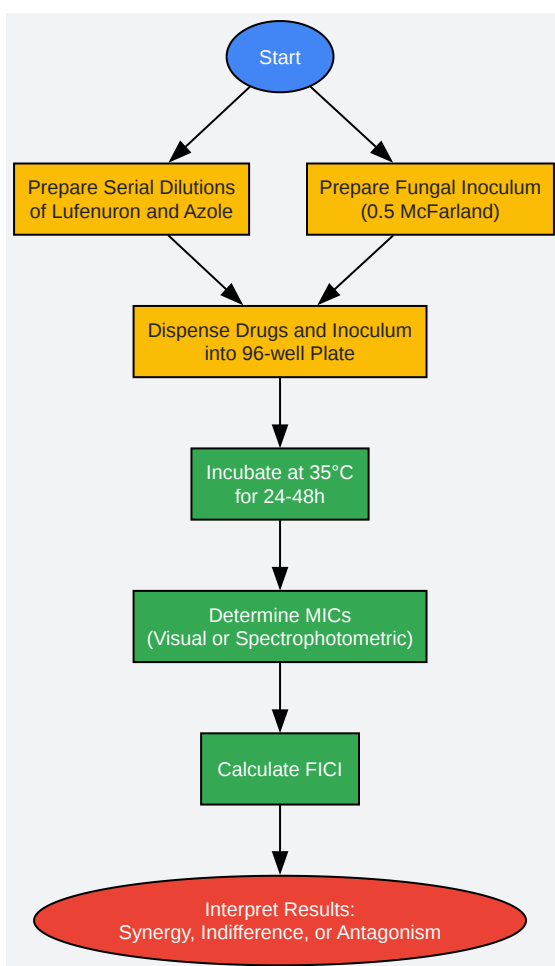 Start
Prepare Serial Dilutions
of Lufenuron and Azole
Prepare Fungal Inoculum
(0.5 McFarland)
Dispense Drugs and Inoculum
into 96-well Plate
Incubate at 35°C
for 24-48h
Determine MICs
(Visual or Spectrophotometric)
Calculate FICI
Interpret Results:
Synergy, Indifference, or Antagonism